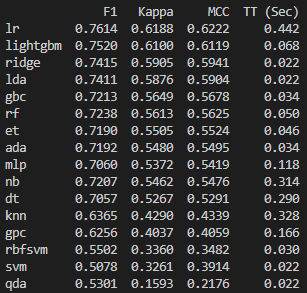 F1 Kappa MCC TT (Sec)
lr 0.7614 0.6188 0.6222 0.442
lightgbm 0.7520 0.6100 0.6119 0.068
ridge 0.7415 0.5905 0.5941 0.022
lda 0.7411 0.5876 0.5904 0.022
gbc 0.7213 0.5649 0.5678 0.034
rf 0.7238 0.5613 0.5625 0.050
et 0.7190 0.5505 0.5524 0.046
ada 0.7192 0.5480 0.5495 0.034
mlp 0.7060 0.5372 0.5419 0.118
nb 0.7207 0.5462 0.5476 0.314
dt 0.7057 0.5267 0.5291 0.290
knn 0.6365 0.4290 0.4339 0.328
gpc 0.6256 0.4037 0.4059 0.166
rbfsvm 0.5502 0.3360 0.3482 0.030
svm 0.5078 0.3261 0.3914 0.022
qda 0.5301 0.1593 0.2176 0.022